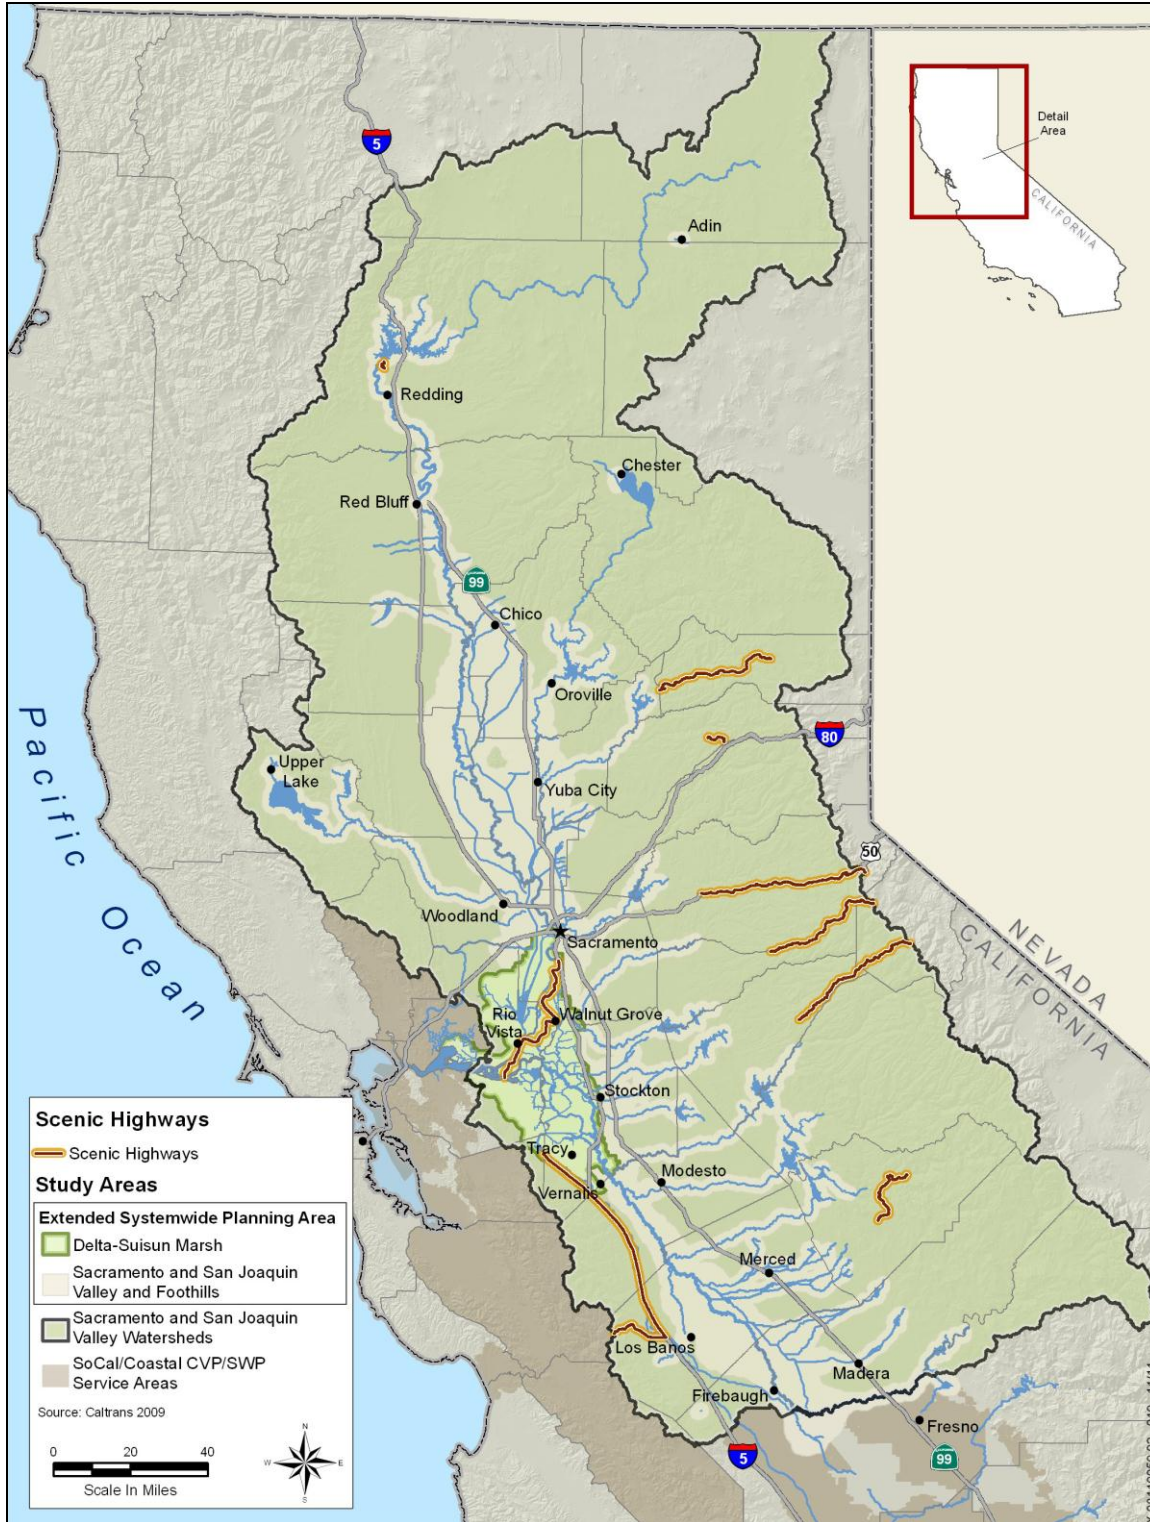 5
Detail
Area
CALIFORNIA
Adin
Redding
Chester
Red Bluff
99
Chico
Oroville
80
Upper
Lake
Yuba City
50
Pacific Ocean
Woodland
Sacramento
NEVADA
CALIFORNIA
Rio
Vista
Walnut Grove
Stockton
Tracy
Modesto
Vernalis
Merced
Los Banos
Madera
Firebaugh
Fresno
5
99
Scenic Highways
Scenic Highways
Study Areas
Extended Systemwide Planning Area
Delta-Suisun Marsh
Sacramento and San Joaquin
Valley and Foothills
Sacramento and San Joaquin
Valley Watersheds
SoCal/Coastal CVP/SWP
Service Areas
Source: Caltrans 2009
N
W
E
S
0 20 40
Scale In Miles